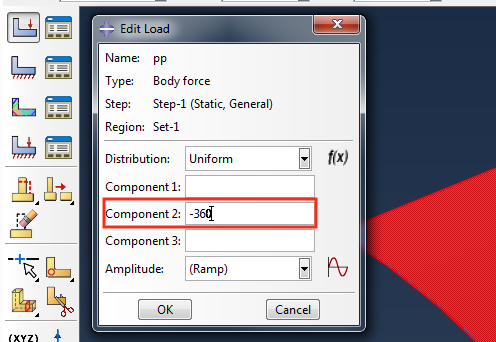 Edit Load
Name: pp
Type: Body force
Step: Step-1 (Static, General)
Region: Set-1
Distribution: Uniform f(x)
Component 1:
Component 2: -360
Component 3:
Amplitude: (Ramp)
OK Cancel
(XYZ)